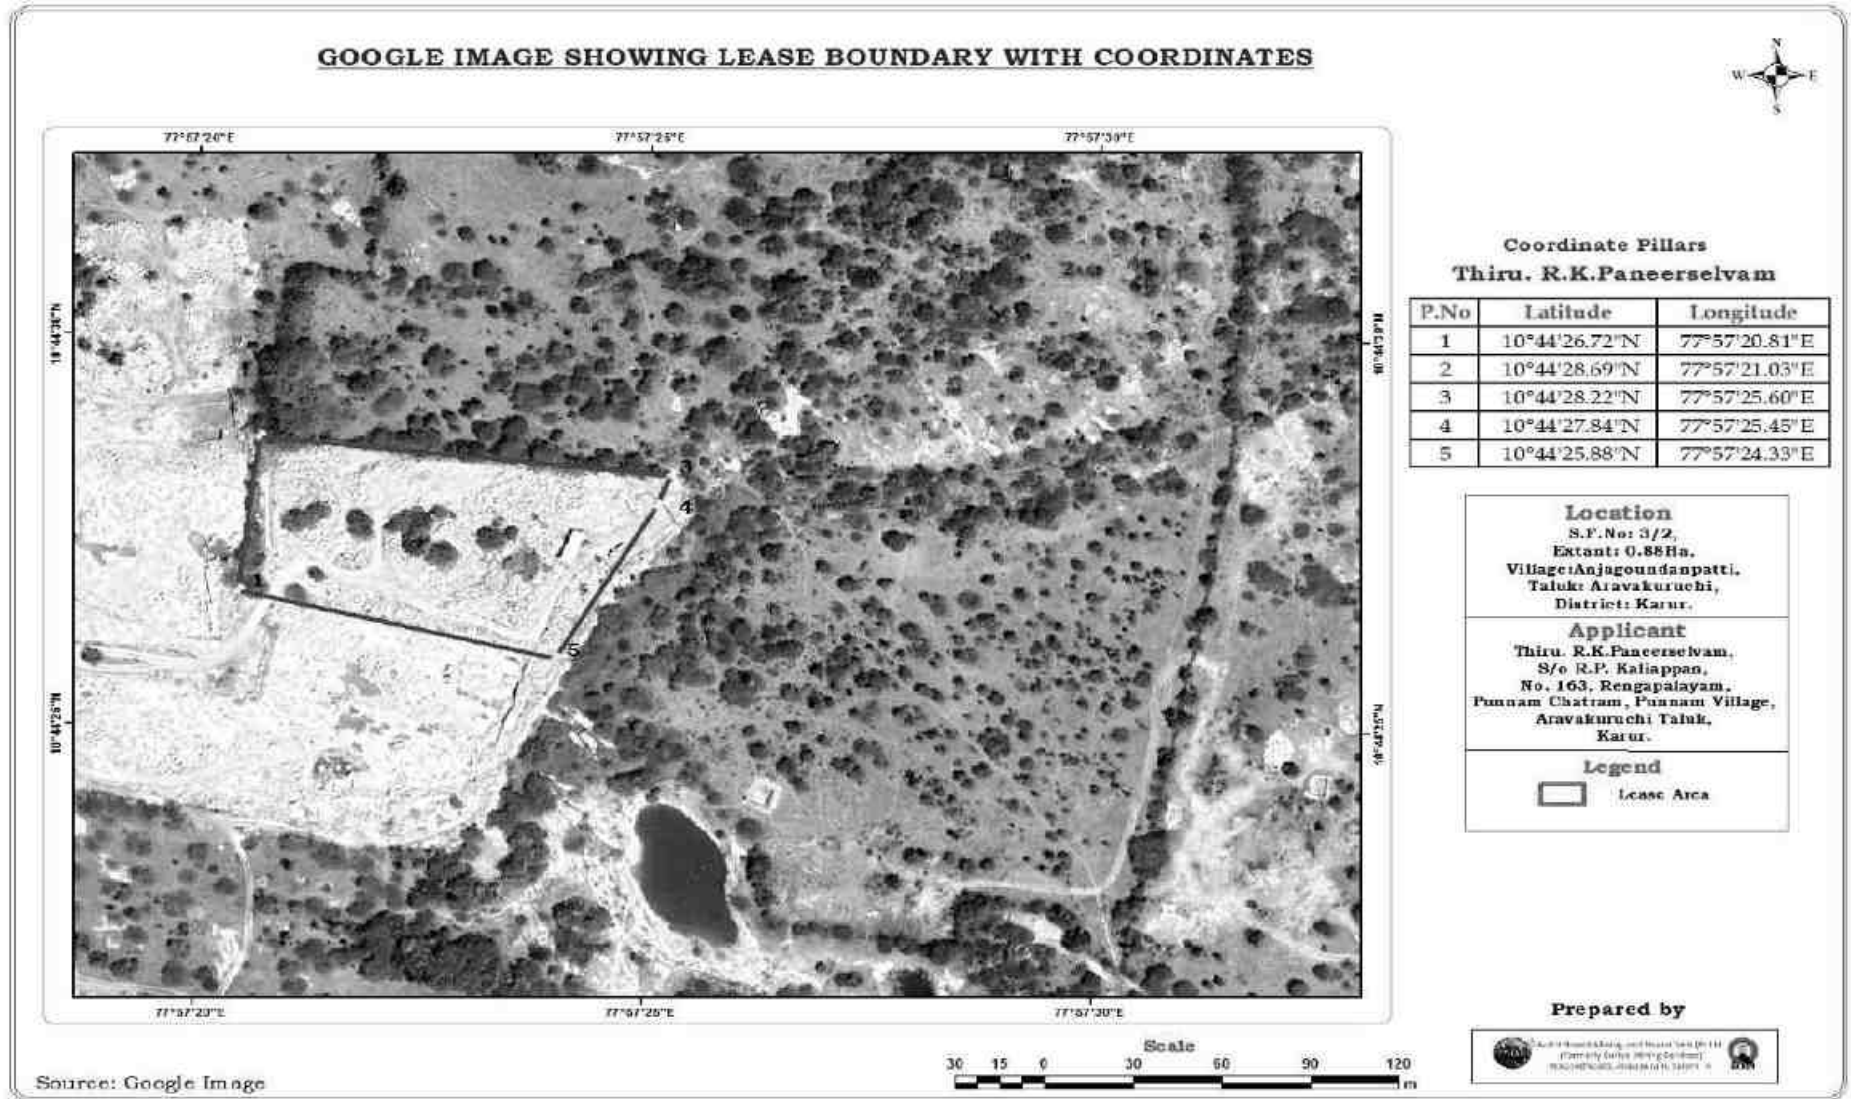 GOOGLE IMAGE SHOWING LEASE BOUNDARY WITH COORDINATES
N
W E
S
77°57'20"E 77°57'25"E 77°57'30"E
3
4
1
5
77°57'20"E 77°57'25"E 77°57'30"E
Coordinate Pillars
Thiru. R.K.Paneerselvam
P.No Latitude Longitude
1 10°44'26.72"N 77°57'20.81"E
2 10°44'28.69"N 77°57'21.03"E
3 10°44'28.22"N 77°57'25.60"E
4 10°44'27.84"N 77°57'25.45"E
5 10°44'25.88"N 77°57'24.33"E
Location
S.F.No: 3/2,
Extant: 0.88Ha,
Village:Anjagoundanpatti,
Taluk: Aravakuruchi,
District: Karur.
Applicant
Thiru. R.K.Paneerselvam,
S/o R.P. Kaliappan,
No. 163, Rengapalayam,
Punnam Chatram, Punnam Village,
Aravakuruchi Taluk,
Karur.
Legend
Lease Area
Prepared by
Scale
30 15 0 30 60 90 120
m
Source: Google Image